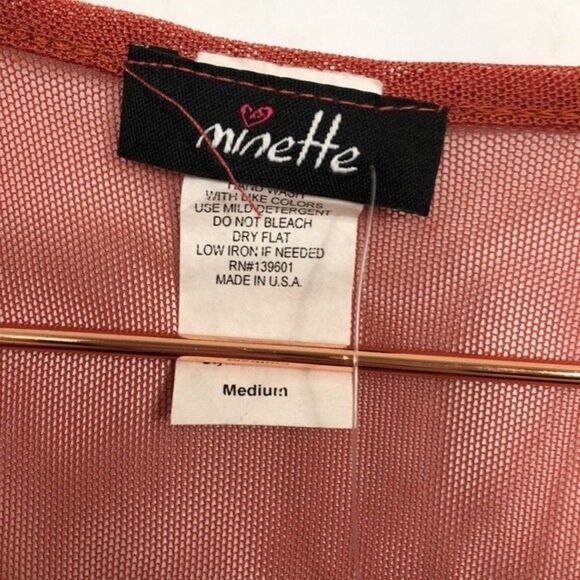 minette
HAND WASH
WITH LIKE COLORS
USE MILD DETERGENT
DO NOT BLEACH
DRY FLAT
LOW IRON IF NEEDED
RN#139601
MADE IN U.S.A.
Medium